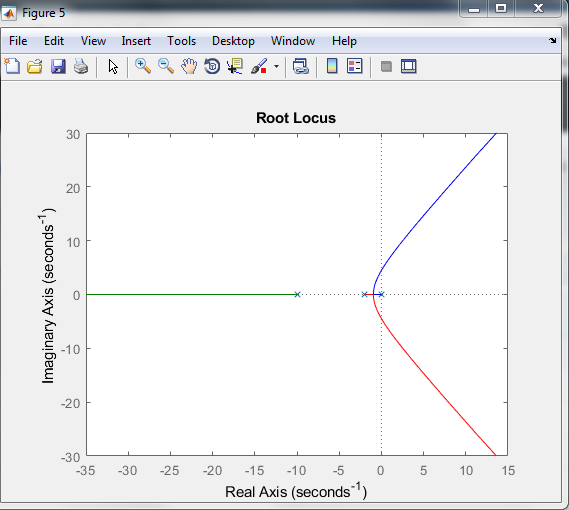 Figure 5
File Edit View Insert Tools Desktop Window Help
Root Locus
30
20
10
0
-10
-20
-30
Imaginary Axis (seconds⁻¹)
-35 -30 -25 -20 -15 -10 -5 0 5 10 15
Real Axis (seconds⁻¹)